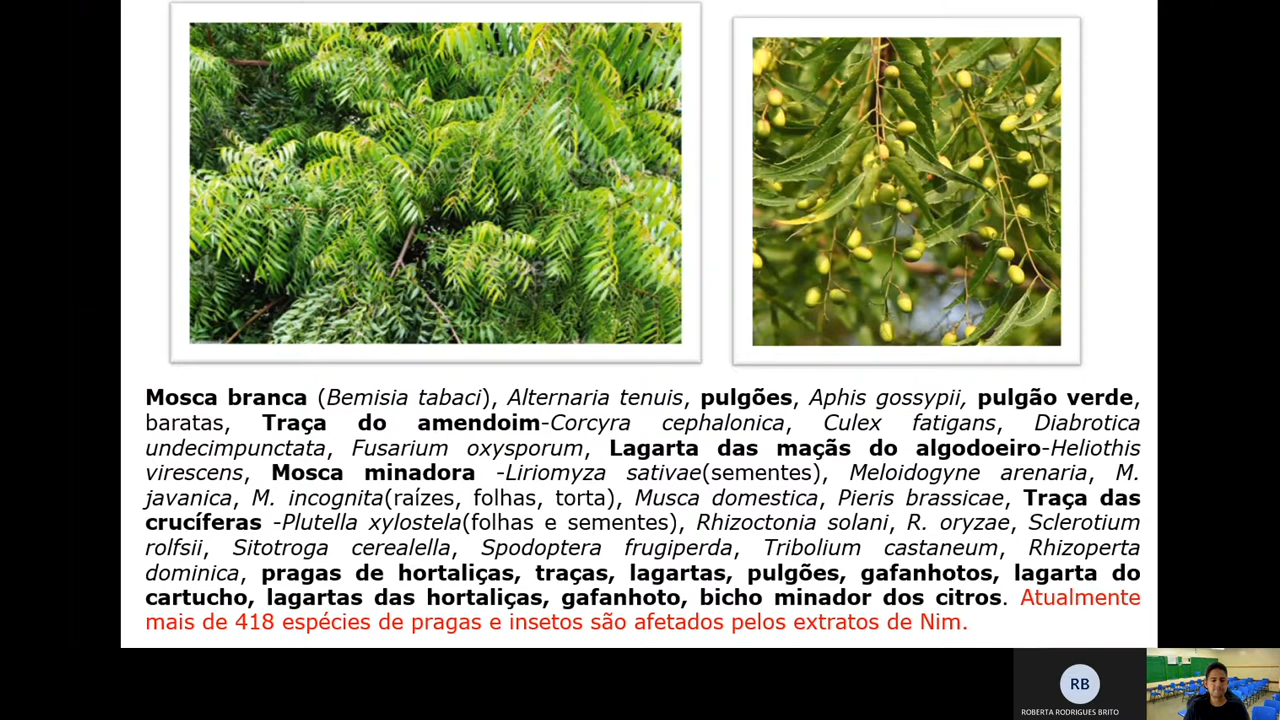 Mosca branca (Bemisia tabaci), Alternaria tenuis, pulgões, Aphis gossypii, pulgão verde,
baratas, Traça do amendoim-Corcyra cephalonica, Culex fatigans, Diabrotica
undecimpunctata, Fusarium oxysporum, Lagarta das maçãs do algodoeiro-Heliothis
virescens, Mosca minadora -Liriomyza sativae(sementes), Meloidogyne arenaria, M.
javanica, M. incognita(raízes, folhas, torta), Musca domestica, Pieris brassicae, Traça das
crucíferas -Plutella xylostela(folhas e sementes), Rhizoctonia solani, R. oryzae, Sclerotium
rolfsii, Sitotroga cerealella, Spodoptera frugiperda, Tribolium castaneum, Rhizoperta
dominica, pragas de hortaliças, traças, lagartas, pulgões, gafanhotos, lagarta do
cartucho, lagartas das hortaliças, gafanhoto, bicho minador dos citros. Atualmente
mais de 418 espécies de pragas e insetos são afetados pelos extratos de Nim.
RB
ROBERTA RODRIGUES BRITO